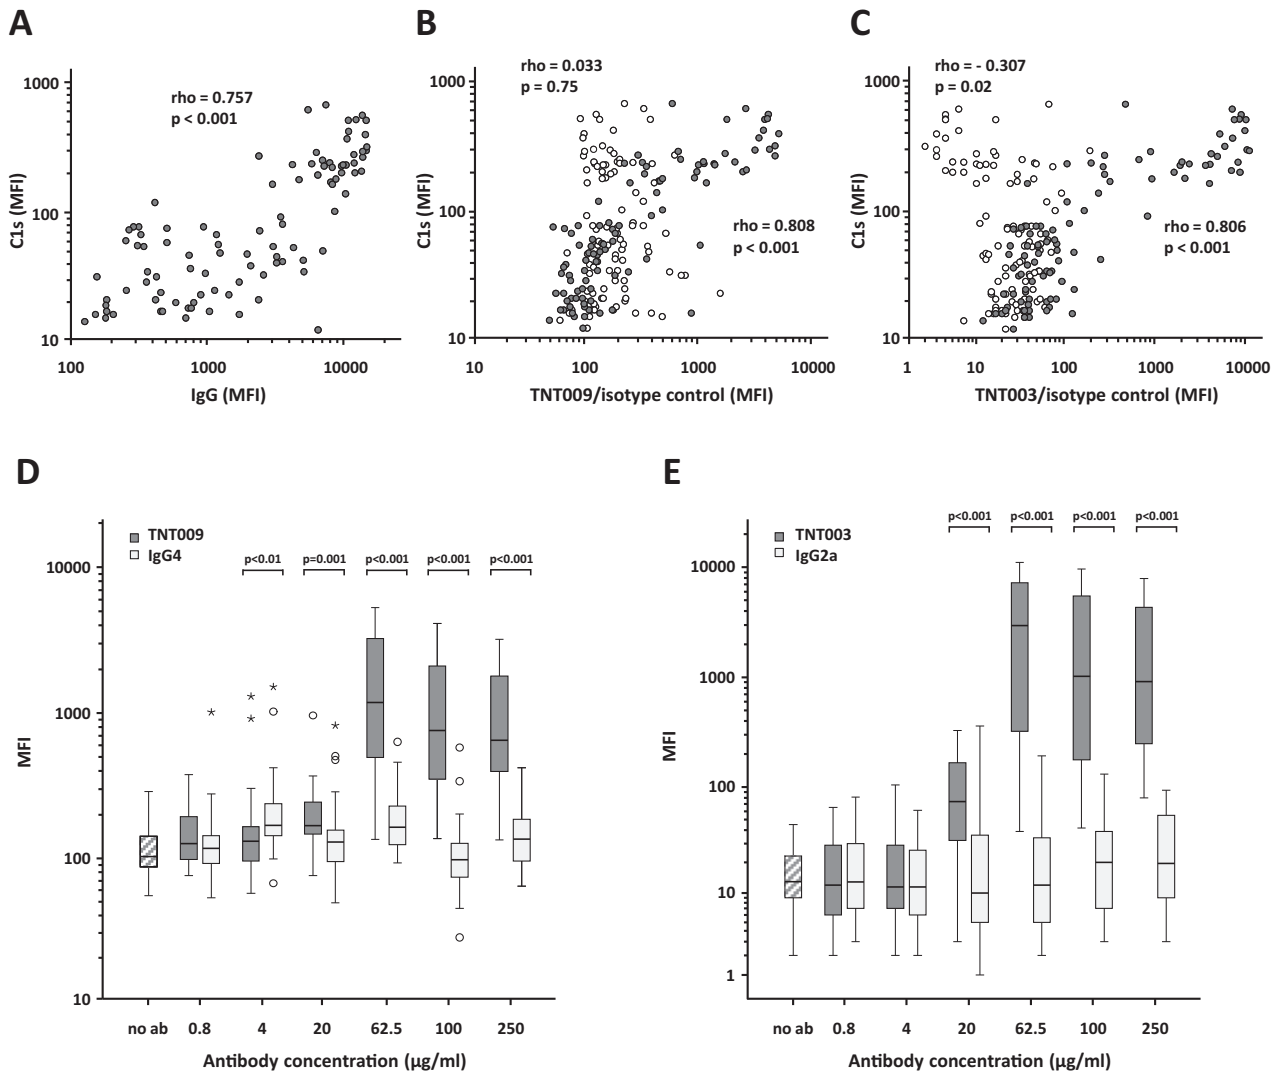 A
rho = 0.757
p < 0.001
1000
100
10
C1s (MFI)
100
1000
10000
IgG (MFI)
B
rho = 0.033
p = 0.75
rho = 0.808
p < 0.001
1000
100
10
C1s (MFI)
10
100
1000
10000
TNT009/isotype control (MFI)
C
rho = - 0.307
p = 0.02
rho = 0.806
p < 0.001
1000
100
10
C1s (MFI)
1
10
100
1000
10000
TNT003/isotype control (MFI)
D
TNT009
IgG4
p<0.01
p=0.001
p<0.001
p<0.001
p<0.001
10000
1000
100
10
MFI
no ab
0.8
4
20
62.5
100
250
Antibody concentration (µg/ml)
E
TNT003
IgG2a
p<0.001
p<0.001
p<0.001
p<0.001
10000
1000
100
10
1
MFI
no ab
0.8
4
20
62.5
100
250
Antibody concentration (µg/ml)